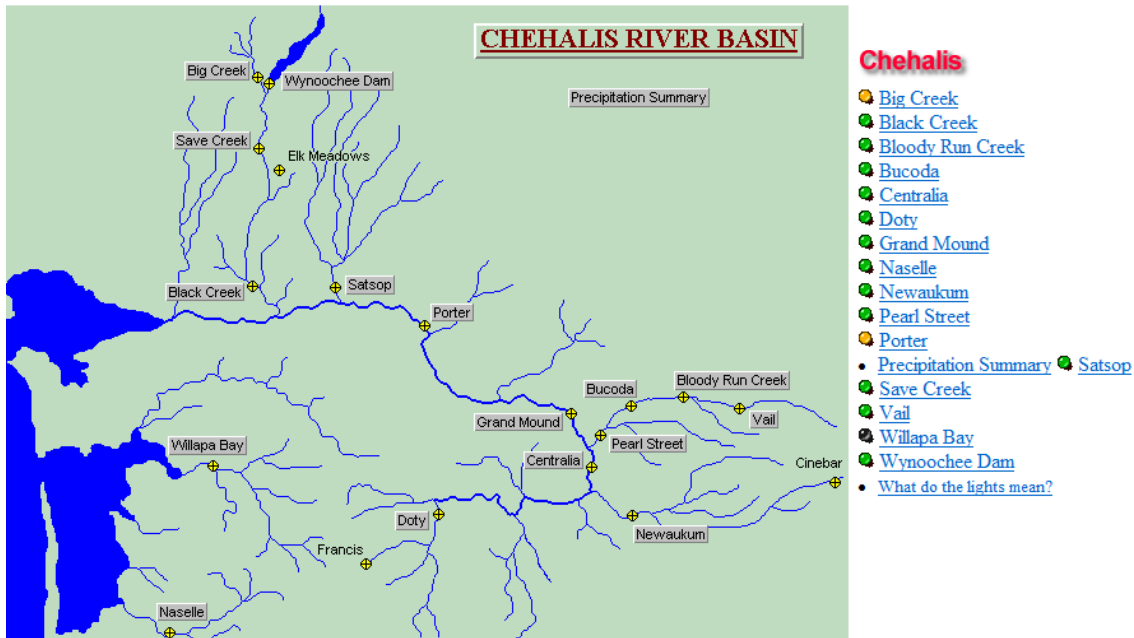 CHEHALIS RIVER BASIN
Precipitation Summary
Big Creek
Wynoochee Dam
Save Creek
Elk Meadows
Black Creek
Satsop
Porter
Bucoda
Bloody Run Creek
Grand Mound
Vail
Pearl Street
Willapa Bay
Centralia
Cinebar
Doty
Newaukum
Francis
Naselle
Chehalis
Big Creek
Black Creek
Bloody Run Creek
Bucoda
Centralia
Doty
Grand Mound
Naselle
Newaukum
Pearl Street
Porter
Precipitation Summary Satsop
Save Creek
Vail
Willapa Bay
Wynoochee Dam
What do the lights mean?